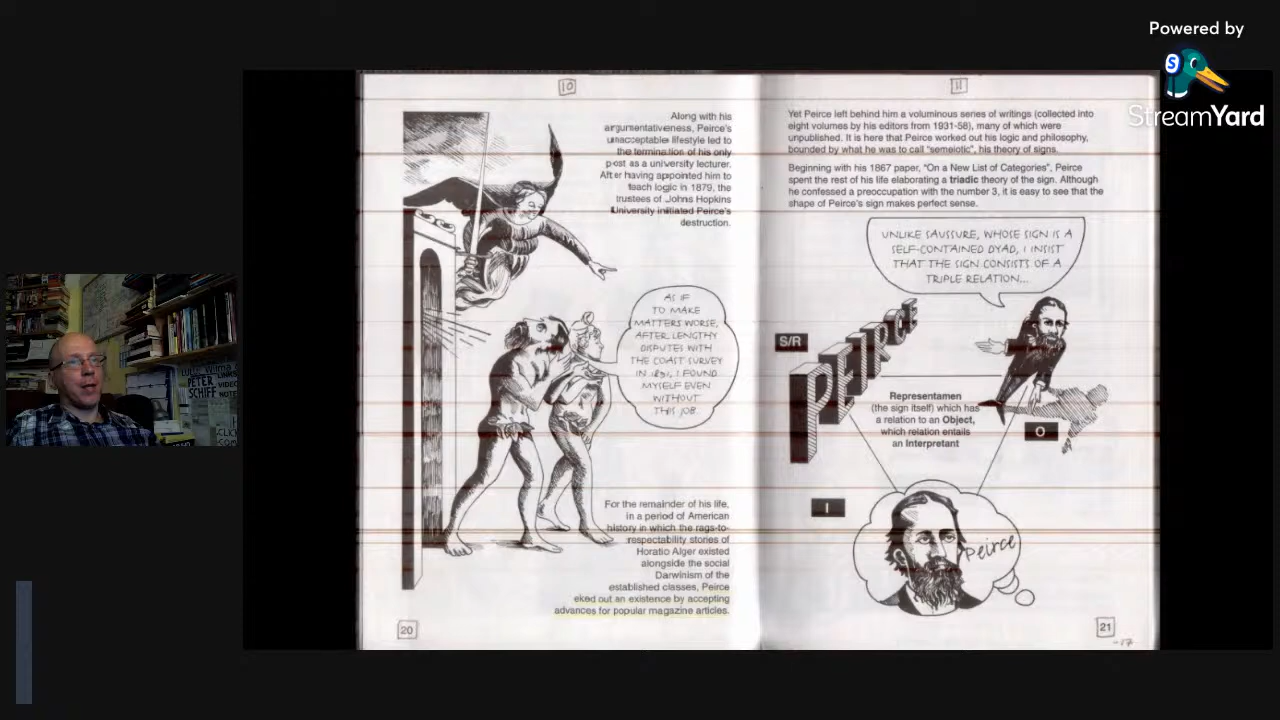 Powered by
S
StreamYard
10
Along with his
argumentativeness, Peirce's
unacceptable lifestyle led to
the termination of his only
post as a university lecturer.
After having appointed him to
teach logic in 1879, the
trustees of Johns Hopkins
University initiated Peirce's
destruction.
AS IF
TO MAKE
MATTERS WORSE,
AFTER LENGTHY
DISPUTES WITH
THE COAST SURVEY
IN 1891, I FOUND
MYSELF EVEN
WITHOUT
THIS JOB.
For the remainder of his life,
in a period of American
history in which the rags-to-
respectability stories of
Horatio Alger existed
alongside the social
Darwinism of the
established classes, Peirce
eked out an existence by accepting
advances for popular magazine articles.
20
11
Yet Peirce left behind him a voluminous series of writings (collected into
eight volumes by his editors from 1931-58), many of which were
unpublished. It is here that Peirce worked out his logic and philosophy,
bounded by what he was to call "semeiotic", his theory of signs.
Beginning with his 1867 paper, "On a New List of Categories", Peirce
spent the rest of his life elaborating a triadic theory of the sign. Although
he confessed a preoccupation with the number 3, it is easy to see that the
shape of Peirce's sign makes perfect sense.
UNLIKE SAUSSURE, WHOSE SIGN IS A
SELF-CONTAINED DYAD, I INSIST
THAT THE SIGN CONSISTS OF A
TRIPLE RELATION...
S/R
PEIRCE
Representamen
(the sign itself) which has
a relation to an Object,
which relation entails
an Interpretant
O
I
Peirce
21
-17
PETER
SCHIFF
LINKS
VIDEO
NOTE